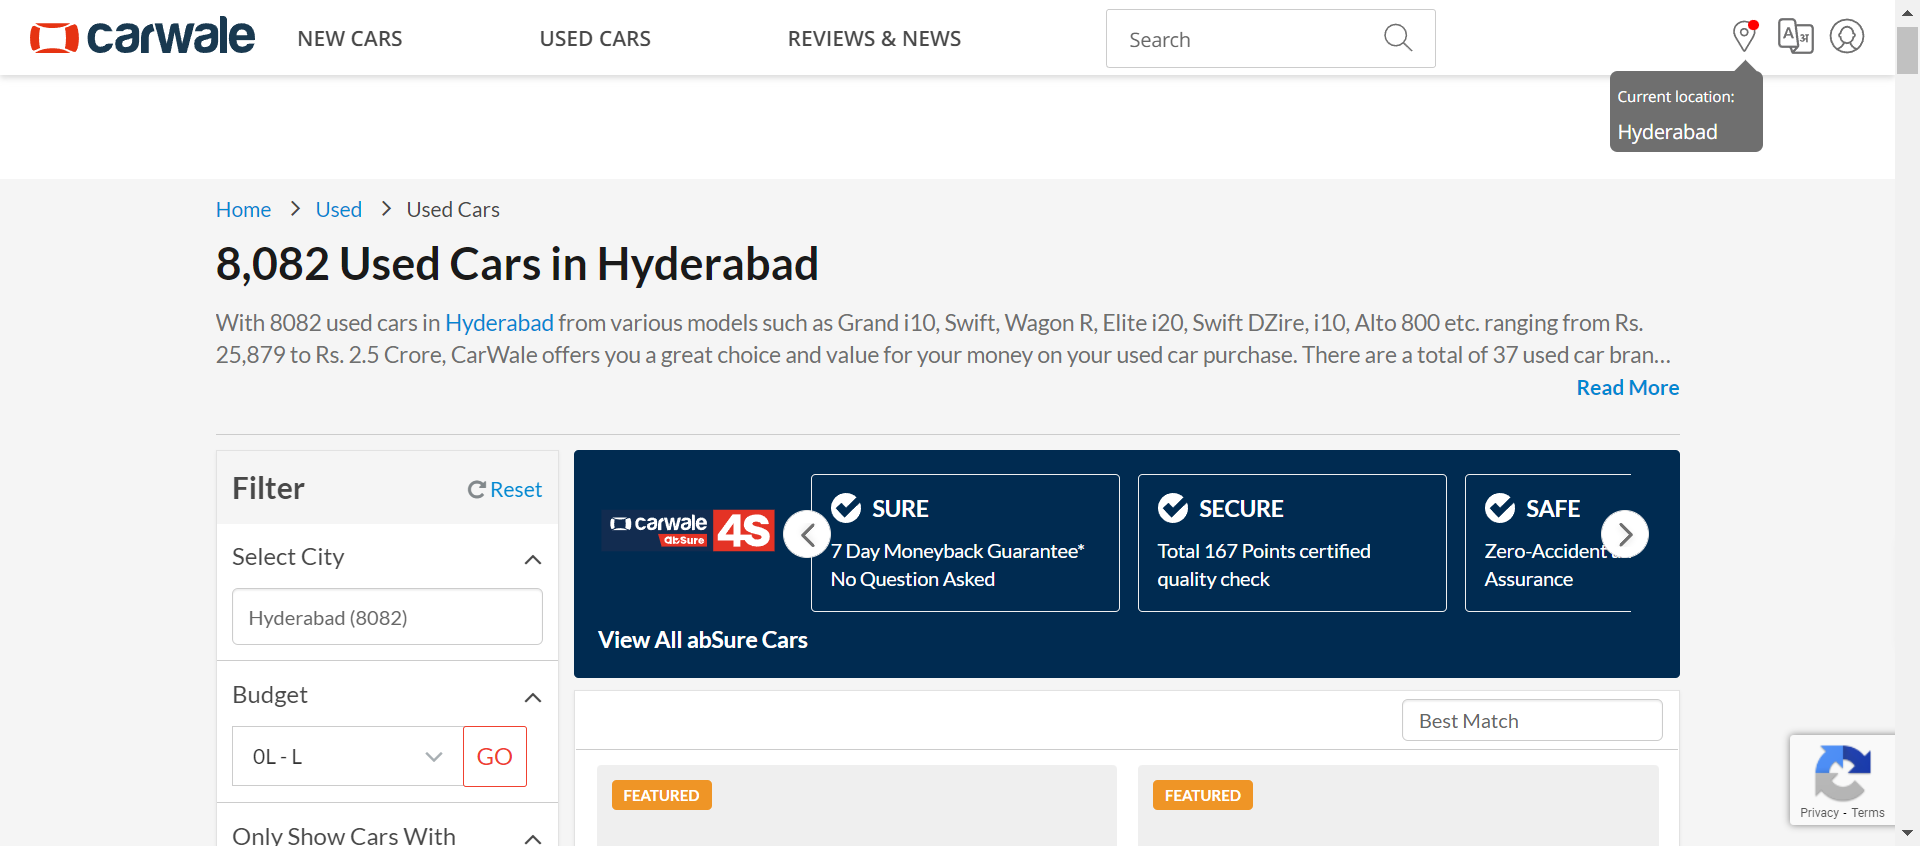 carwale
NEW CARS
USED CARS
REVIEWS & NEWS
Search
A अ
Current location:
Hyderabad
Home > Used > Used Cars
8,082 Used Cars in Hyderabad
With 8082 used cars in Hyderabad from various models such as Grand i10, Swift, Wagon R, Elite i20, Swift DZire, i10, Alto 800 etc. ranging from Rs.
25,879 to Rs. 2.5 Crore, CarWale offers you a great choice and value for your money on your used car purchase. There are a total of 37 used car bran...
Read More
Filter
Reset
Select City
Hyderabad (8082)
Budget
0L - L
GO
Only Show Cars With
carwale
abSure
4S
SURE
7 Day Moneyback Guarantee*
No Question Asked
SECURE
Total 167 Points certified
quality check
SAFE
Zero-Accident
Assurance
View All abSure Cars
Best Match
FEATURED
FEATURED
Privacy - Terms